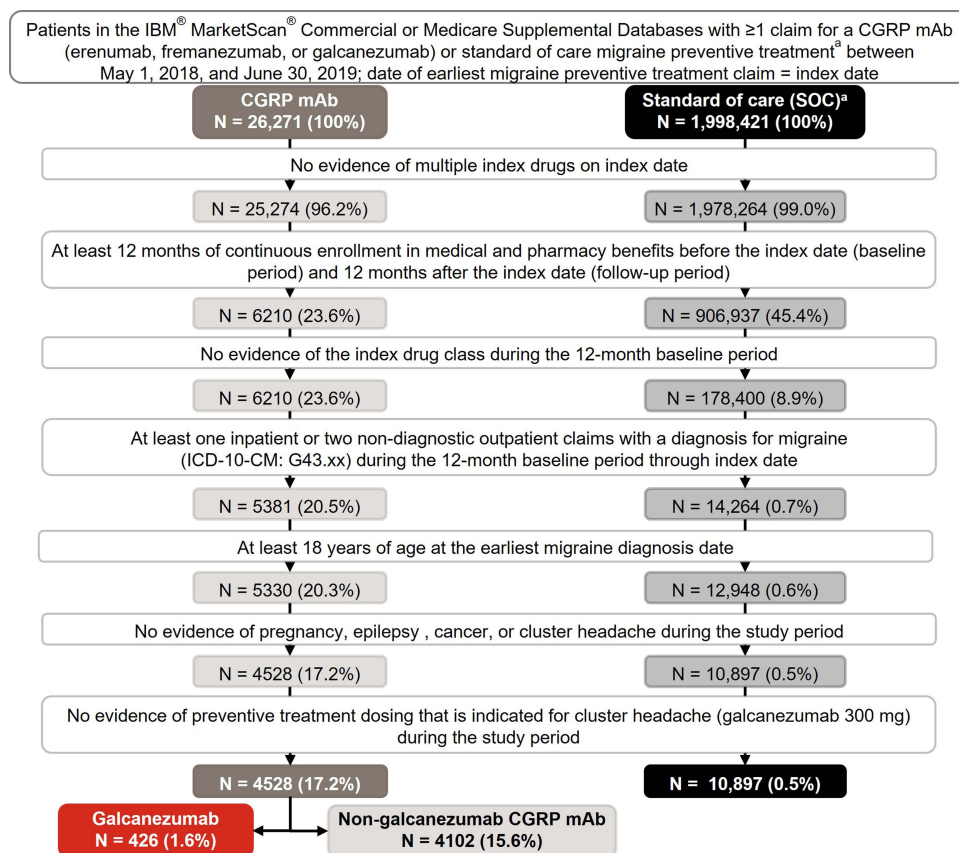 Patients in the IBM® MarketScan® Commercial or Medicare Supplemental Databases with ≥1 claim for a CGRP mAb
(erenumab, fremanezumab, or galcanezumab) or standard of care migraine preventive treatmentᵃ between
May 1, 2018, and June 30, 2019; date of earliest migraine preventive treatment claim = index date
CGRP mAb
N = 26,271 (100%)
Standard of care (SOC)ᵃ
N = 1,998,421 (100%)
No evidence of multiple index drugs on index date
N = 25,274 (96.2%)
N = 1,978,264 (99.0%)
At least 12 months of continuous enrollment in medical and pharmacy benefits before the index date (baseline
period) and 12 months after the index date (follow-up period)
N = 6210 (23.6%)
N = 906,937 (45.4%)
No evidence of the index drug class during the 12-month baseline period
N = 6210 (23.6%)
N = 178,400 (8.9%)
At least one inpatient or two non-diagnostic outpatient claims with a diagnosis for migraine
(ICD-10-CM: G43.xx) during the 12-month baseline period through index date
N = 5381 (20.5%)
N = 14,264 (0.7%)
At least 18 years of age at the earliest migraine diagnosis date
N = 5330 (20.3%)
N = 12,948 (0.6%)
No evidence of pregnancy, epilepsy , cancer, or cluster headache during the study period
N = 4528 (17.2%)
N = 10,897 (0.5%)
No evidence of preventive treatment dosing that is indicated for cluster headache (galcanezumab 300 mg)
during the study period
N = 4528 (17.2%)
N = 10,897 (0.5%)
Galcanezumab
N = 426 (1.6%)
Non-galcanezumab CGRP mAb
N = 4102 (15.6%)